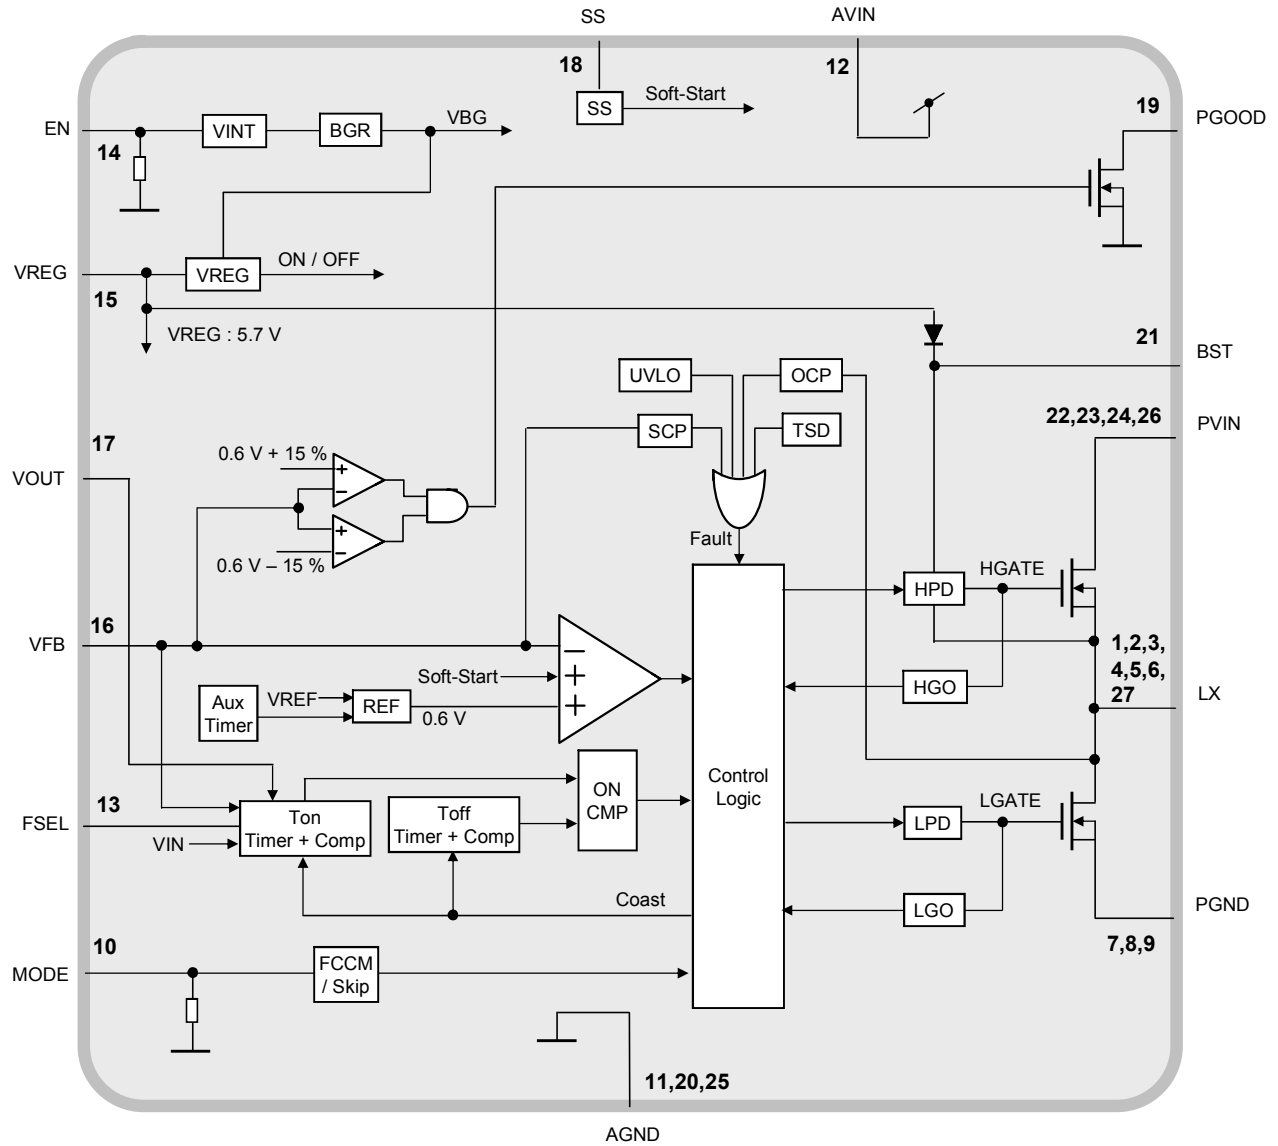 SS
AVIN
18
12
SS
Soft-Start
19
PGOOD
EN
VINT
BGR
VBG
14
VREG
VREG
ON / OFF
15
VREG : 5.7 V
21
BST
UVLO
OCP
22,23,24,26
PVIN
SCP
TSD
17
VOUT
0.6 V + 15 %
+
−
+
−
0.6 V – 15 %
Fault
HPD
HGATE
16
VFB
−
Soft-Start
+
+
1,2,3,
4,5,6,
27
LX
HGO
Aux
Timer
VREF
REF
0.6 V
Control
Logic
ON
CMP
13
FSEL
VIN
Ton
Timer + Comp
Toff
Timer + Comp
LPD
LGATE
Coast
LGO
PGND
7,8,9
10
MODE
FCCM
/ Skip
11,20,25
AGND